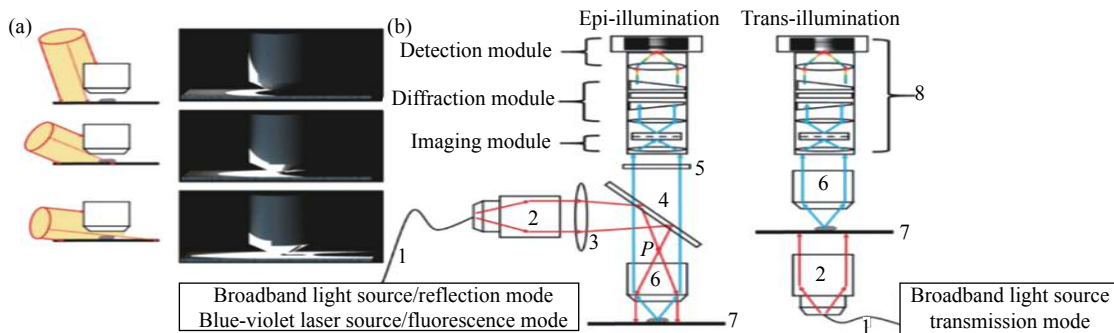 (a)
(b)
Epi-illumination
Trans-illumination
Detection module
Diffraction module
Imaging module
8
5
4
6
2
3
P
7
1
6
2
1
7
Broadband light source/reflection mode
Blue-violet laser source/fluorescence mode
Broadband light source
transmission mode